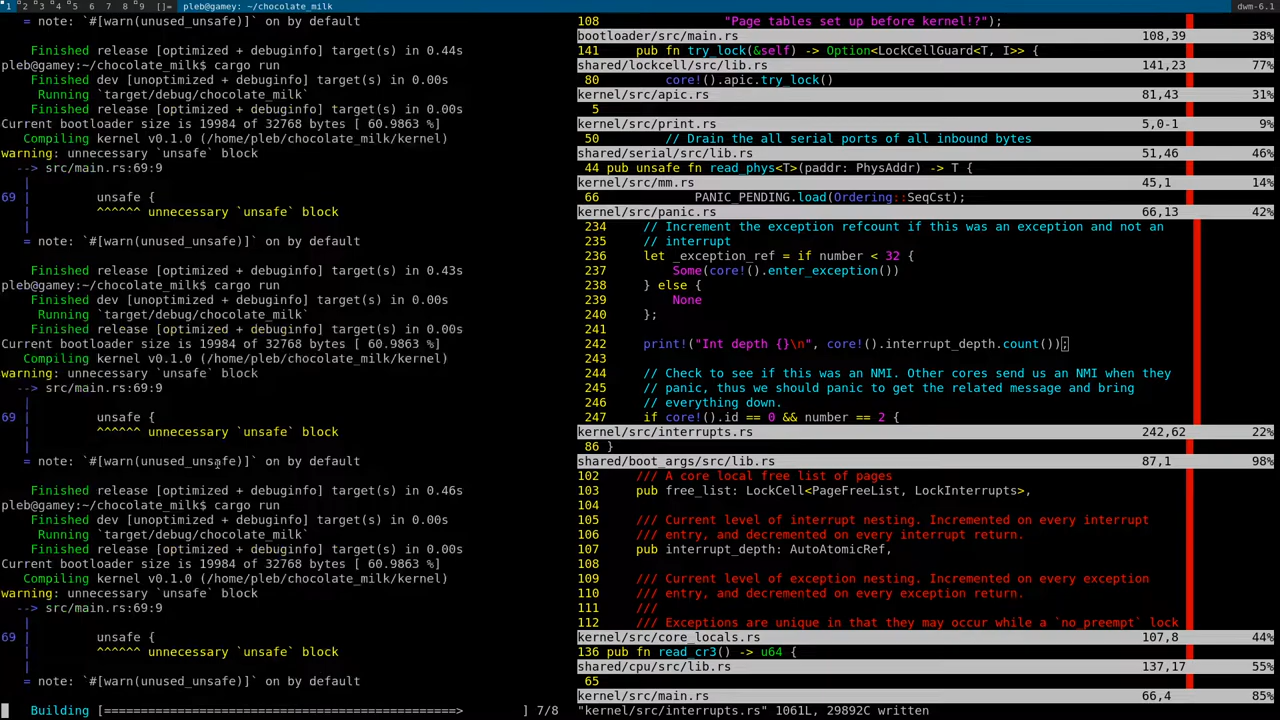 1 2 3 4 5 6 7 8 9 []= pleb@gamey: ~/chocolate_milk dwm-6.1
= note: `#[warn(unused_unsafe)]` on by default
Finished release [optimized + debuginfo] target(s) in 0.44s
pleb@gamey:~/chocolate_milk$ cargo run
Finished dev [unoptimized + debuginfo] target(s) in 0.00s
Running `target/debug/chocolate_milk`
Finished release [optimized + debuginfo] target(s) in 0.00s
Current bootloader size is 19984 of 32768 bytes [ 60.9863 %]
Compiling kernel v0.1.0 (/home/pleb/chocolate_milk/kernel)
warning: unnecessary `unsafe` block
--> src/main.rs:69:9
|
69 | unsafe {
| ^^^^^^ unnecessary `unsafe` block
|
= note: `#[warn(unused_unsafe)]` on by default
Finished release [optimized + debuginfo] target(s) in 0.43s
pleb@gamey:~/chocolate_milk$ cargo run
Finished dev [unoptimized + debuginfo] target(s) in 0.00s
Running `target/debug/chocolate_milk`
Finished release [optimized + debuginfo] target(s) in 0.00s
Current bootloader size is 19984 of 32768 bytes [ 60.9863 %]
Compiling kernel v0.1.0 (/home/pleb/chocolate_milk/kernel)
warning: unnecessary `unsafe` block
--> src/main.rs:69:9
|
69 | unsafe {
| ^^^^^^ unnecessary `unsafe` block
|
= note: `#[warn(unused_unsafe)]` on by default
Finished release [optimized + debuginfo] target(s) in 0.46s
pleb@gamey:~/chocolate_milk$ cargo run
Finished dev [unoptimized + debuginfo] target(s) in 0.00s
Running `target/debug/chocolate_milk`
Finished release [optimized + debuginfo] target(s) in 0.00s
Current bootloader size is 19984 of 32768 bytes [ 60.9863 %]
Compiling kernel v0.1.0 (/home/pleb/chocolate_milk/kernel)
warning: unnecessary `unsafe` block
--> src/main.rs:69:9
|
69 | unsafe {
| ^^^^^^ unnecessary `unsafe` block
|
= note: `#[warn(unused_unsafe)]` on by default
Building [================================================> ] 7/8
108 "Page tables set up before kernel!?");
bootloader/src/main.rs 108,39 38%
141 pub fn try_lock(&self) -> Option<LockCellGuard<T, I>> {
shared/lockcell/src/lib.rs 141,23 77%
80 core!().apic.try_lock()
kernel/src/apic.rs 81,43 31%
5
kernel/src/print.rs 5,0-1 9%
50 // Drain the all serial ports of all inbound bytes
shared/serial/src/lib.rs 51,46 46%
44 pub unsafe fn read_phys<T>(paddr: PhysAddr) -> T {
kernel/src/mm.rs 45,1 14%
66 PANIC_PENDING.load(Ordering::SeqCst);
kernel/src/panic.rs 66,13 42%
234 // Increment the exception refcount if this was an exception and not an
235 // interrupt
236 let _exception_ref = if number < 32 {
237 Some(core!().enter_exception())
238 } else {
239 None
240 };
241
242 print!("Int depth {}\n", core!().interrupt_depth.count());
243
244 // Check to see if this was an NMI. Other cores send us an NMI when they
245 // panic, thus we should panic to get the related message and bring
246 // everything down.
247 if core!().id == 0 && number == 2 {
kernel/src/interrupts.rs 242,62 22%
86 }
shared/boot_args/src/lib.rs 87,1 98%
102 /// A core local free list of pages
103 pub free_list: LockCell<PageFreeList, LockInterrupts>,
104
105 /// Current level of interrupt nesting. Incremented on every interrupt
106 /// entry, and decremented on every interrupt return.
107 pub interrupt_depth: AutoAtomicRef,
108
109 /// Current level of exception nesting. Incremented on every exception
110 /// entry, and decremented on every exception return.
111 ///
112 /// Exceptions are unique in that they may occur while a `no_preempt` lock
kernel/src/core_locals.rs 107,8 44%
136 pub fn read_cr3() -> u64 {
shared/cpu/src/lib.rs 137,17 55%
65
kernel/src/main.rs 66,4 85%
"kernel/src/interrupts.rs" 1061L, 29892C written